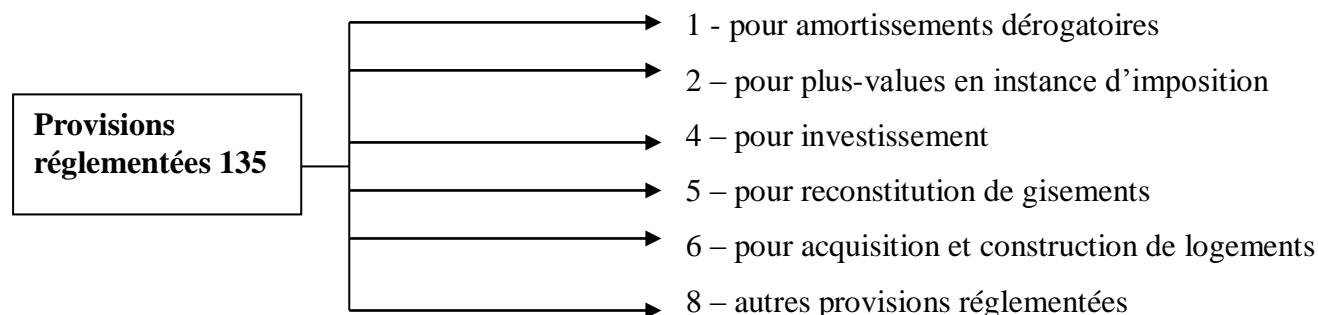 1 - pour amortissements dérogatoires
2 – pour plus-values en instance d’imposition
Provisions
réglementées 135
4 – pour investissement
5 – pour reconstitution de gisements
6 – pour acquisition et construction de logements
8 – autres provisions réglementées